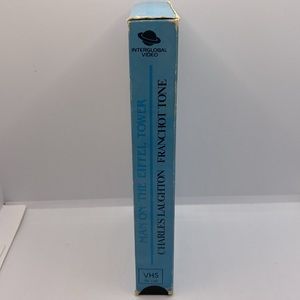 INTERGLOBAL
VIDEO
MAN ON THE EIFFEL TOWER
CHARLES LAUGHTON FRANCHOT TONE
VHS